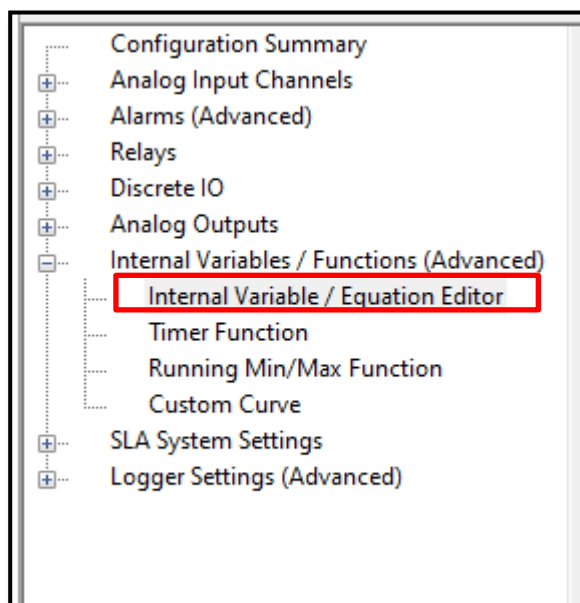 Configuration Summary
Analog Input Channels
Alarms (Advanced)
Relays
Discrete IO
Analog Outputs
Internal Variables / Functions (Advanced)
Internal Variable / Equation Editor
Timer Function
Running Min/Max Function
Custom Curve
SLA System Settings
Logger Settings (Advanced)